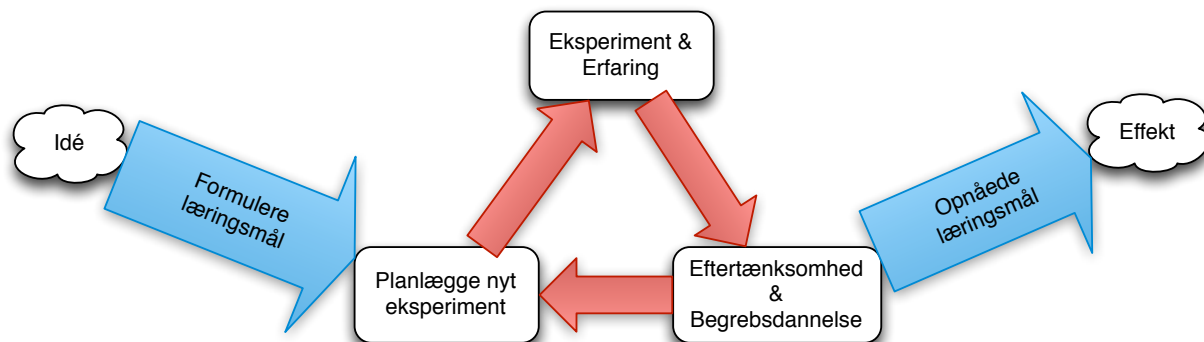 Eksperiment &
Erfaring
Idé
Effekt
Formulere
læringsmål
Opnåede
læringsmål
Planlægge nyt
eksperiment
Eftertænksomhed
&
Begrebsdannelse